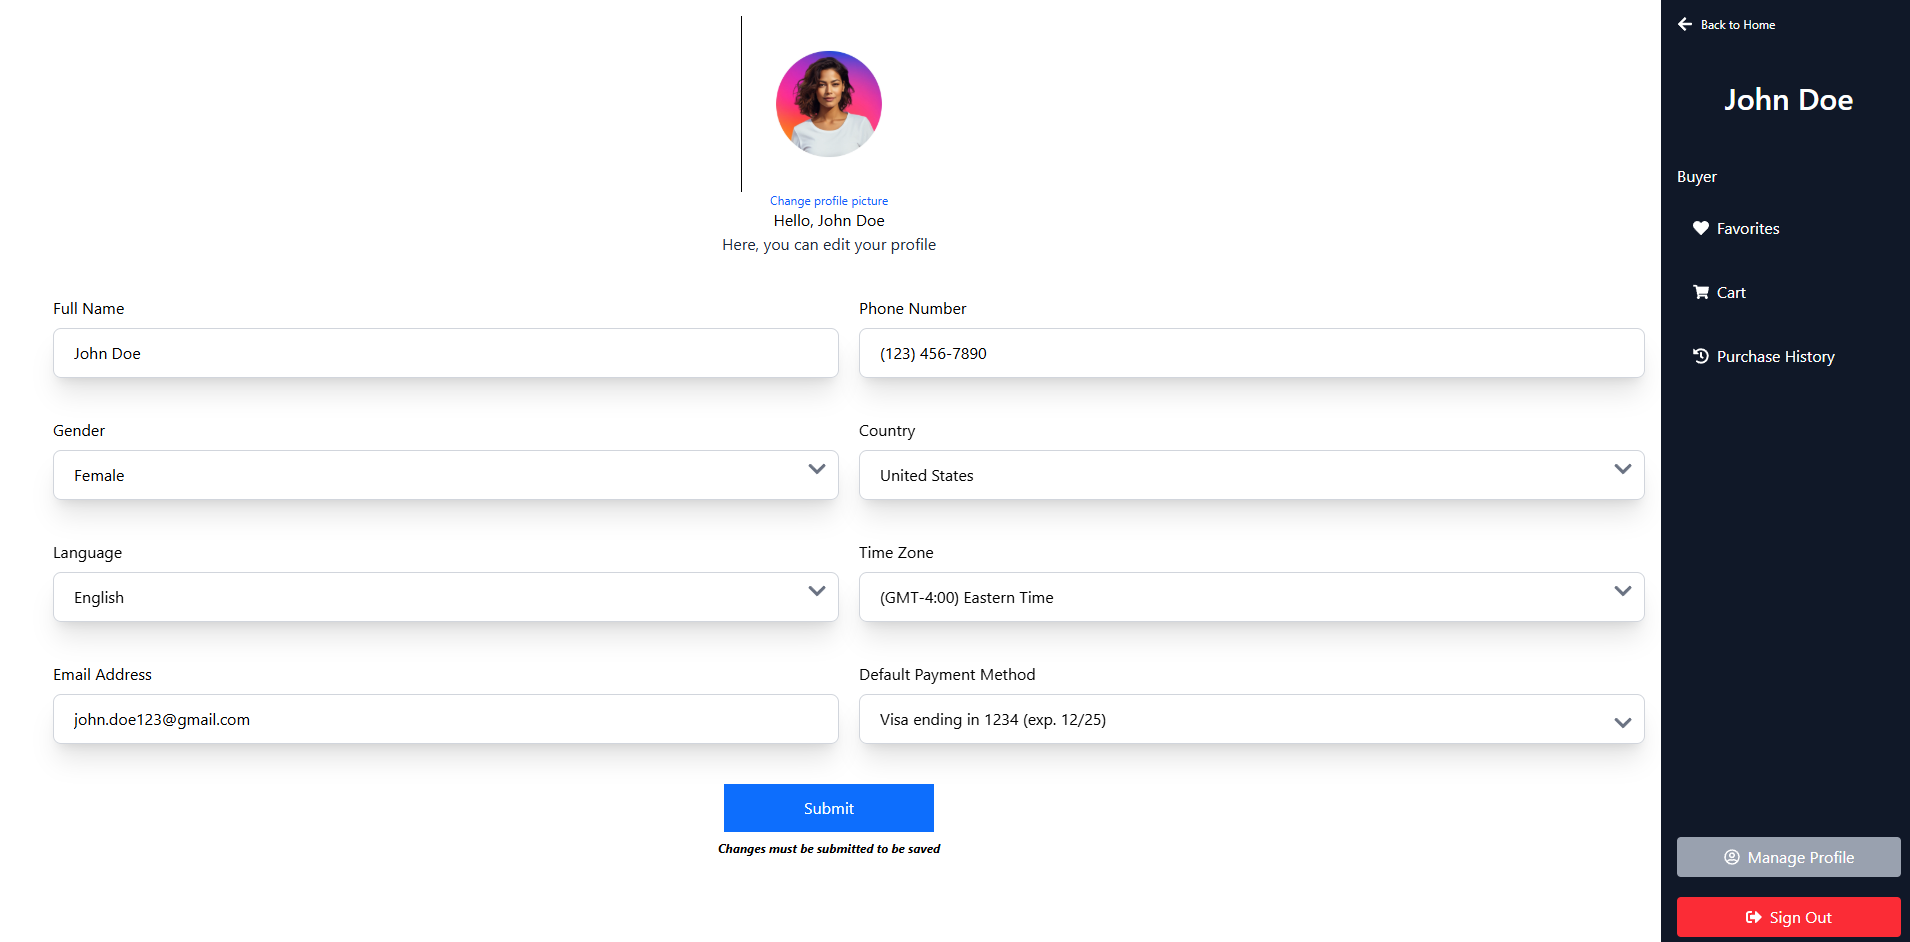 Change profile picture
Hello, John Doe
Here, you can edit your profile
Full Name
John Doe
Phone Number
(123) 456-7890
Gender
Female
Country
United States
Language
English
Time Zone
(GMT-4:00) Eastern Time
Email Address
john.doe123@gmail.com
Default Payment Method
Visa ending in 1234 (exp. 12/25)
Submit
Changes must be submitted to be saved
Back to Home
John Doe
Buyer
Favorites
Cart
Purchase History
Manage Profile
Sign Out